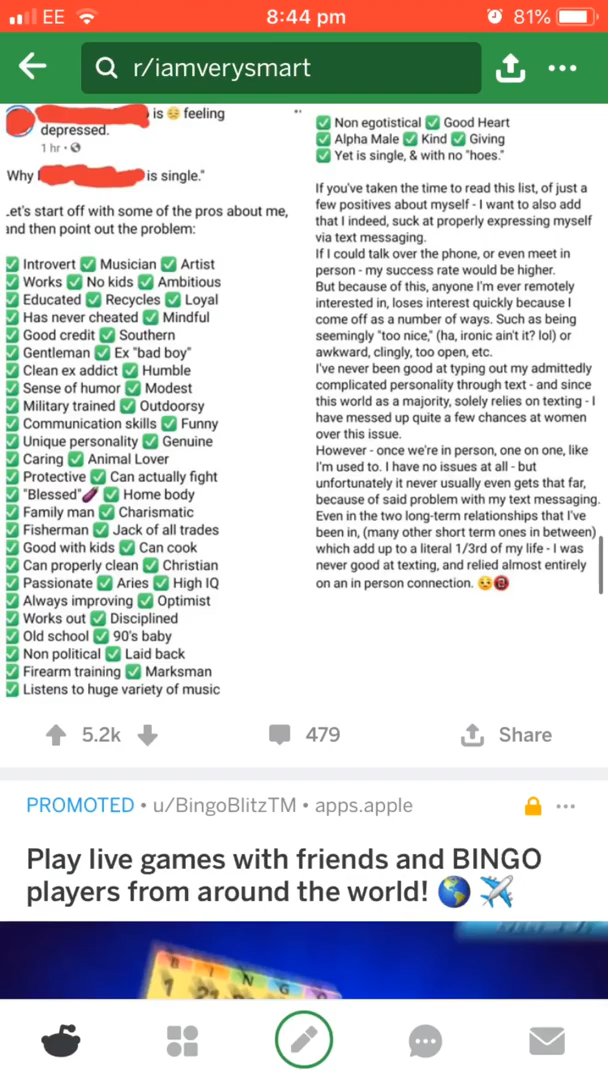 EE 8:44 pm 81%
r/iamverysmart
is 😔 feeling
depressed.
1 hr •
Why is single."
Let's start off with some of the pros about me,
and then point out the problem:
✅ Introvert ✅ Musician ✅ Artist
✅ Works ✅ No kids ✅ Ambitious
✅ Educated ✅ Recycles ✅ Loyal
✅ Has never cheated ✅ Mindful
✅ Good credit ✅ Southern
✅ Gentleman ✅ Ex "bad boy"
✅ Clean ex addict ✅ Humble
✅ Sense of humor ✅ Modest
✅ Military trained ✅ Outdoorsy
✅ Communication skills ✅ Funny
✅ Unique personality ✅ Genuine
✅ Caring ✅ Animal Lover
✅ Protective ✅ Can actually fight
✅ "Blessed"🍆 ✅ Home body
✅ Family man ✅ Charismatic
✅ Fisherman ✅ Jack of all trades
✅ Good with kids ✅ Can cook
✅ Can properly clean ✅ Christian
✅ Passionate ✅ Aries ✅ High IQ
✅ Always improving ✅ Optimist
✅ Works out ✅ Disciplined
✅ Old school ✅ 90's baby
✅ Non political ✅ Laid back
✅ Firearm training ✅ Marksman
✅ Listens to huge variety of music
✅ Non egotistical ✅ Good Heart
✅ Alpha Male ✅ Kind ✅ Giving
✅ Yet is single, & with no "hoes."
If you've taken the time to read this list, of just a
few positives about myself - I want to also add
that I indeed, suck at properly expressing myself
via text messaging.
If I could talk over the phone, or even meet in
person - my success rate would be higher.
But because of this, anyone I'm ever remotely
interested in, loses interest quickly because I
come off as a number of ways. Such as being
seemingly "too nice," (ha, ironic ain't it? lol) or
awkward, clingly, too open, etc.
I've never been good at typing out my admittedly
complicated personality through text - and since
this world as a majority, solely relies on texting - I
have messed up quite a few chances at women
over this issue.
However - once we're in person, one on one, like
I'm used to. I have no issues at all - but
unfortunately it never usually even gets that far,
because of said problem with my text messaging.
Even in the two long-term relationships that I've
been in, (many other short term ones in between)
which add up to a literal 1/3rd of my life - I was
never good at texting, and relied almost entirely
on an in person connection. 😒📵
5.2k 479 Share
PROMOTED • u/BingoBlitzTM • apps.apple
Play live games with friends and BINGO
players from around the world! 🌎 ✈️
B I N G O